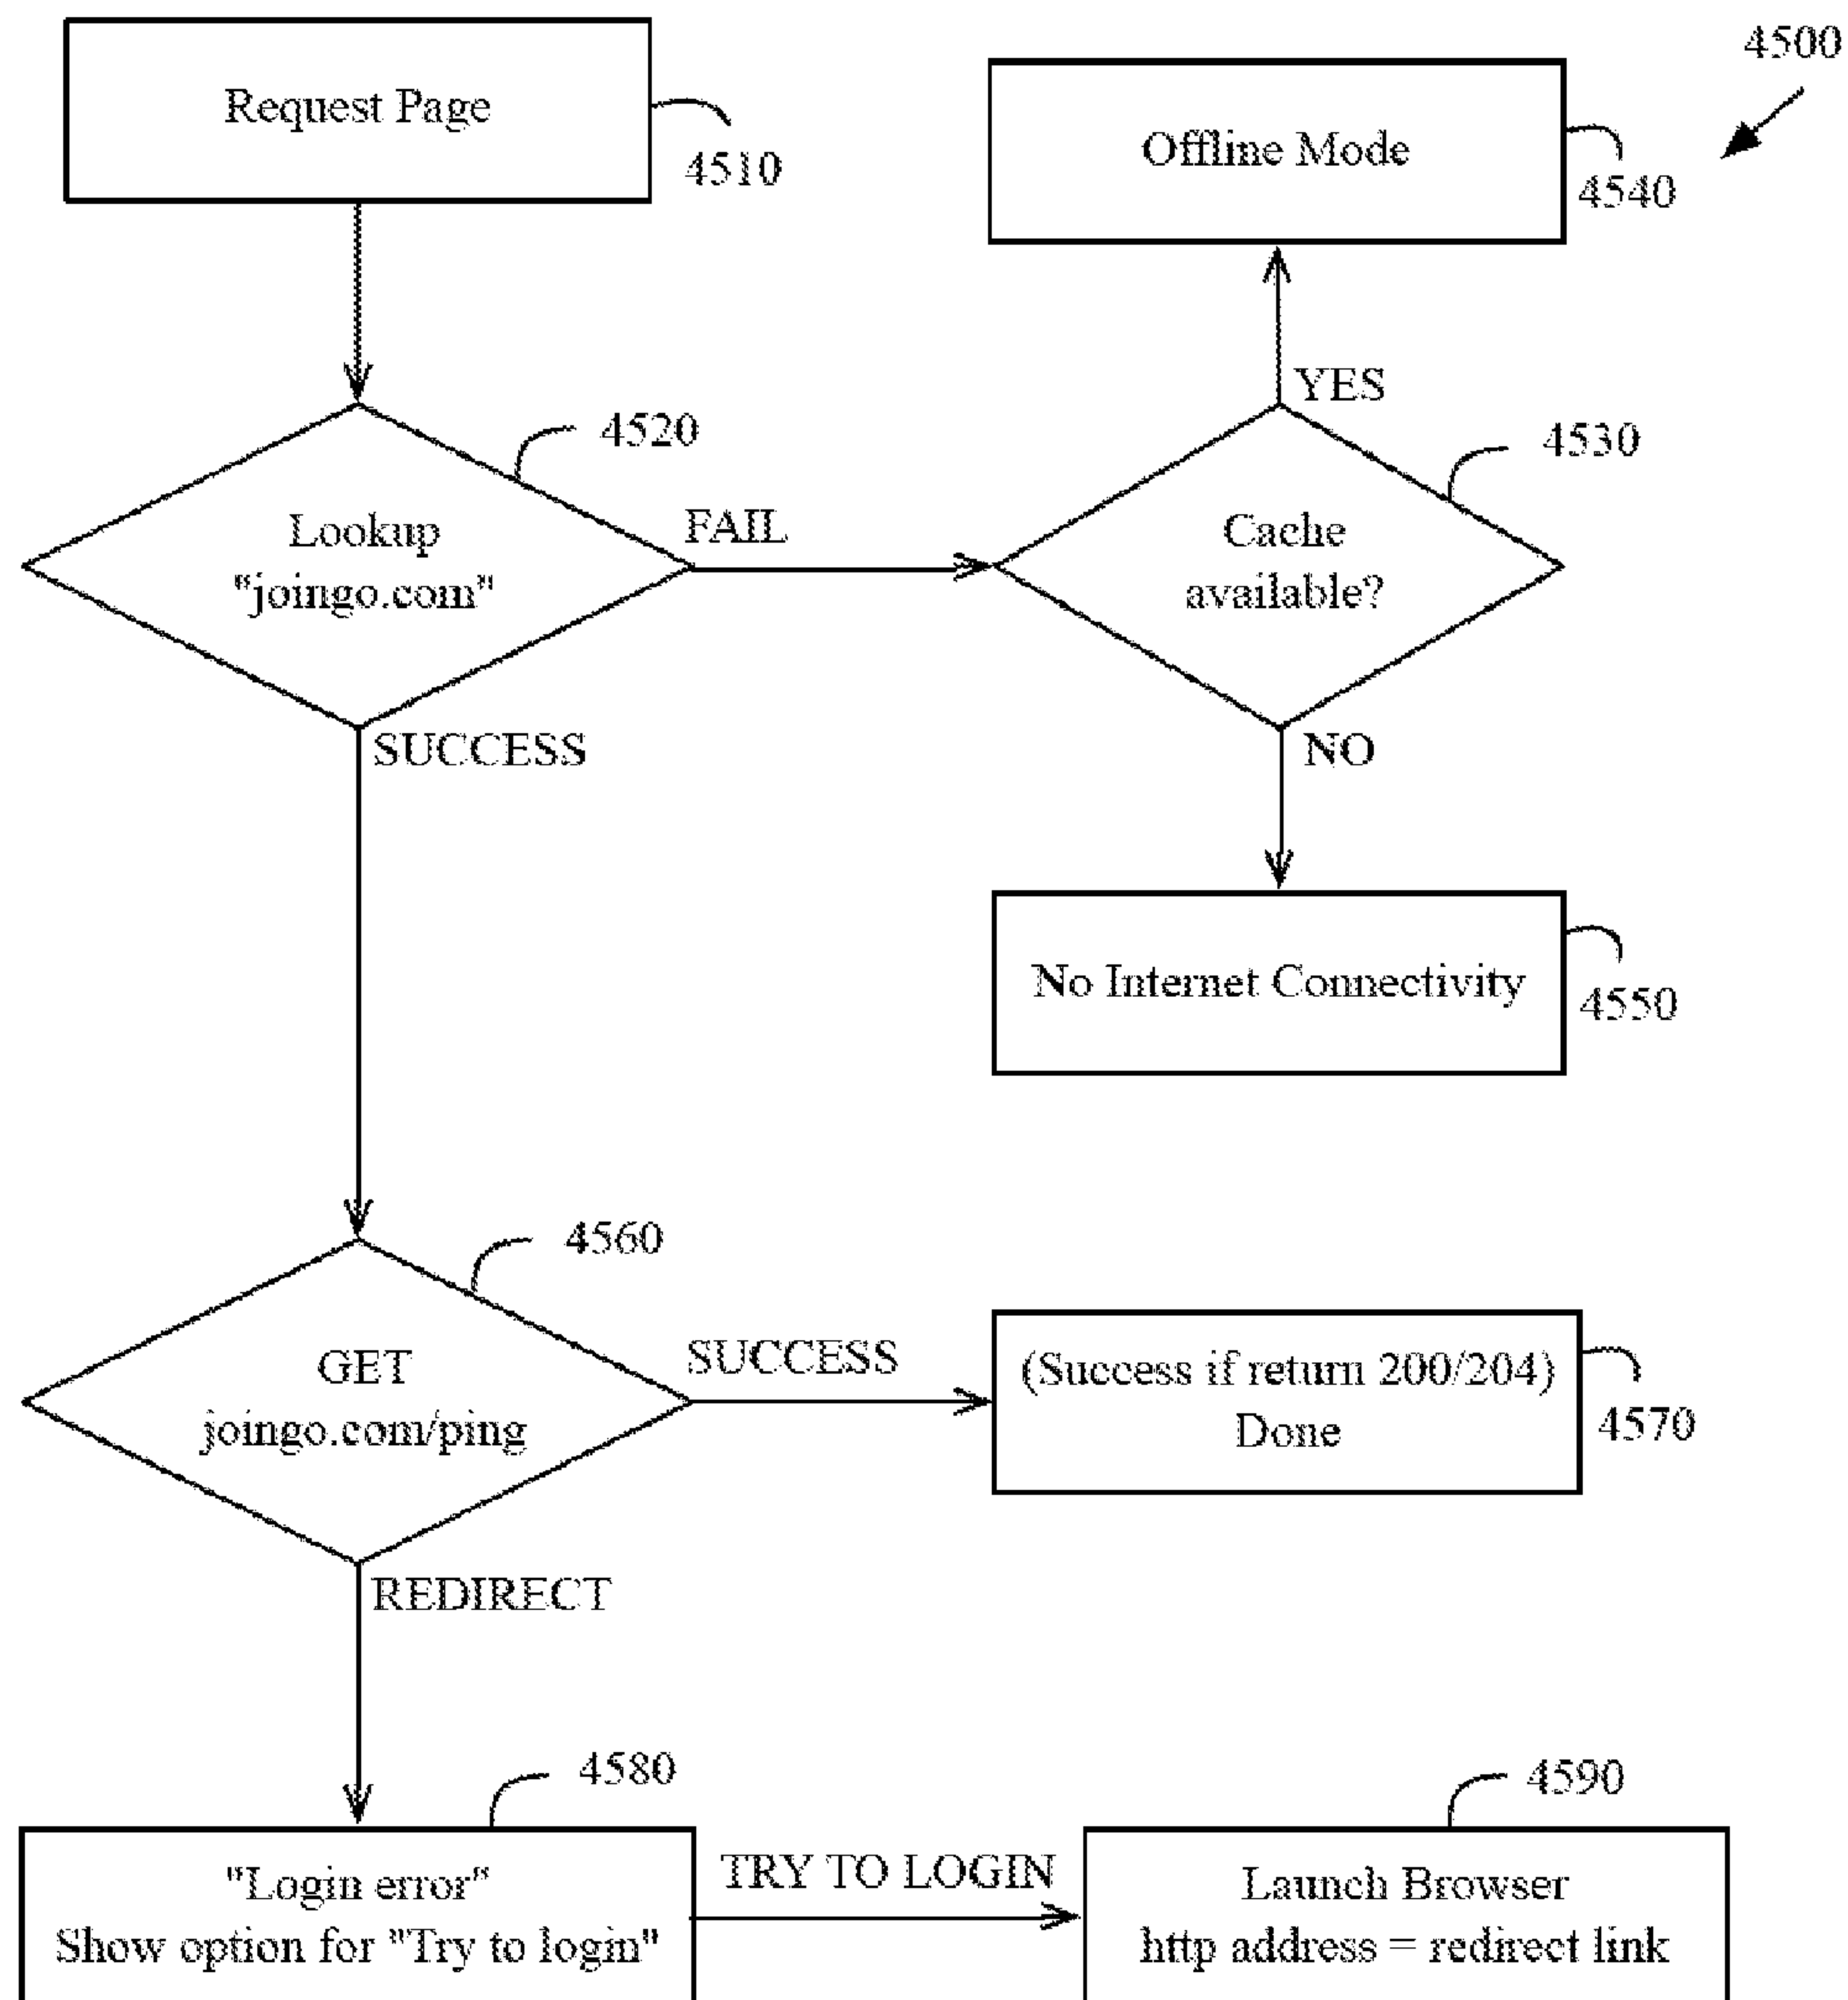 4500
Request Page
4510
Offline Mode
4540
YES
4520
4530
Lookup
"joingo.com"
FAIL
Cache
available?
SUCCESS
NO
No Internet Connectivity
4550
4560
GET
joingo.com/ping
SUCCESS
(Success if return 200/204)
Done
4570
REDIRECT
4580
4590
"Login error"
Show option for "Try to login"
TRY TO LOGIN
Launch Browser
http address = redirect link